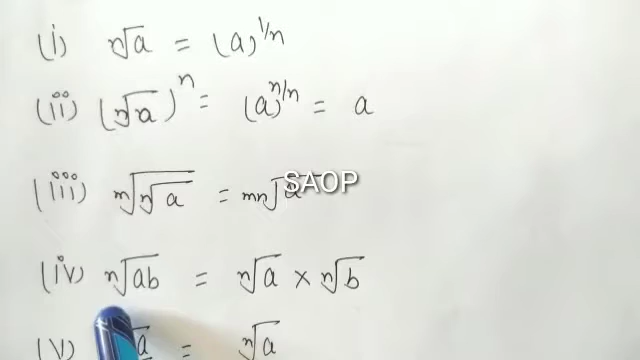 (i) ⁿ√a = (a)^1/n
(ii) (ⁿ√a)^n = (a)^n/n = a
(iii) ᵐ√ⁿ√a = ᵐⁿ√a
SAOP
(iv) ⁿ√ab = ⁿ√a × ⁿ√b
(v) √a = ⁿ√a